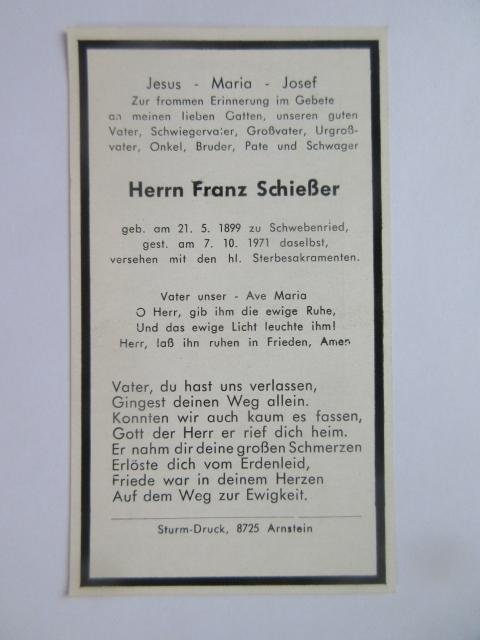 Jesus - Maria - Josef
Zur frommen Erinnerung im Gebete
an meinen lieben Gatten, unseren guten
Vater, Schwiegervater, Großvater, Urgroß-
vater, Onkel, Bruder, Pate und Schwager
Herrn Franz Schießer
geb. am 21. 5. 1899 zu Schwebenried,
gest. am 7. 10. 1971 daselbst,
versehen mit den hl. Sterbesakramenten.
Vater unser - Ave Maria
O Herr, gib ihm die ewige Ruhe,
Und das ewige Licht leuchte ihm!
Herr, laß ihn ruhen in Frieden, Amen
Vater, du hast uns verlassen,
Gingest deinen Weg allein.
Konnten wir auch kaum es fassen,
Gott der Herr er rief dich heim.
Er nahm dir deine großen Schmerzen
Erlöste dich vom Erdenleid,
Friede war in deinem Herzen
Auf dem Weg zur Ewigkeit.
Sturm-Druck, 8725 Arnstein